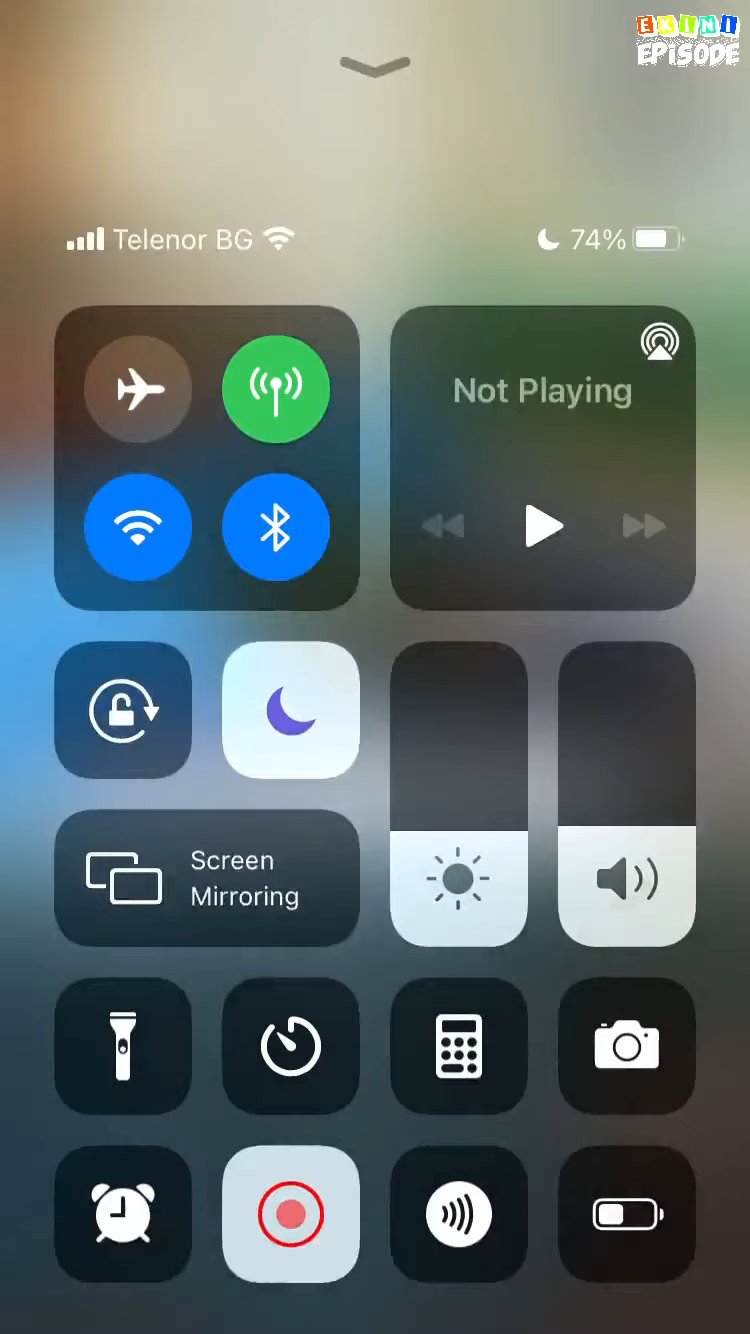 EKINI
EPISODE
Telenor BG
74%
Not Playing
Screen
Mirroring